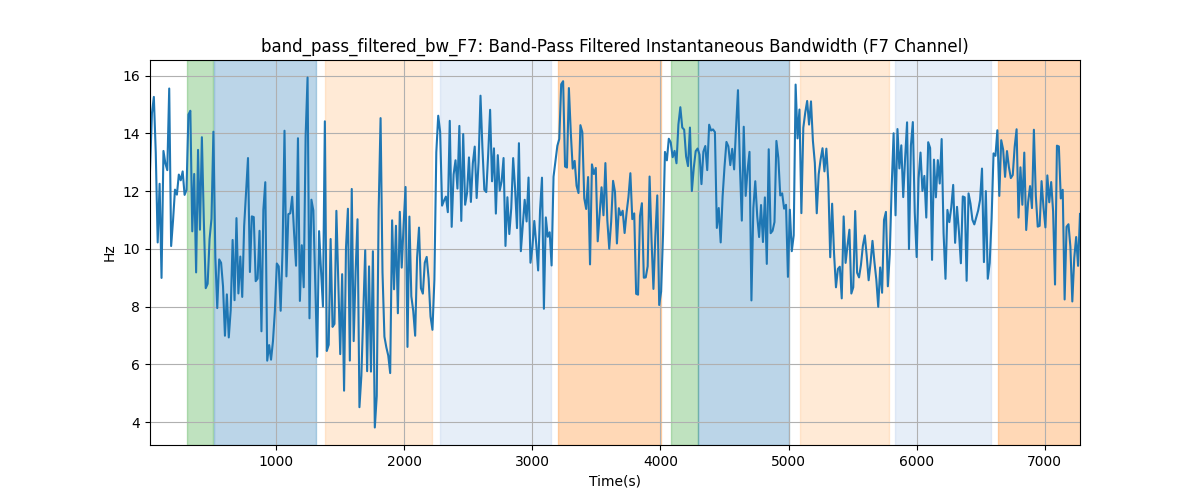 band_pass_filtered_bw_F7: Band-Pass Filtered Instantaneous Bandwidth (F7 Channel)
16
14
12
10
8
6
4
Hz
1000 2000 3000 4000 5000 6000 7000
Time(s)